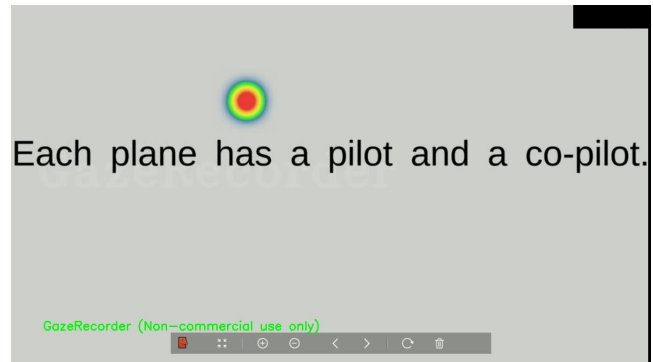 Each plane has a pilot and a co-pilot.
GazeRecorder
GazeRecorder (Non-commercial use only)